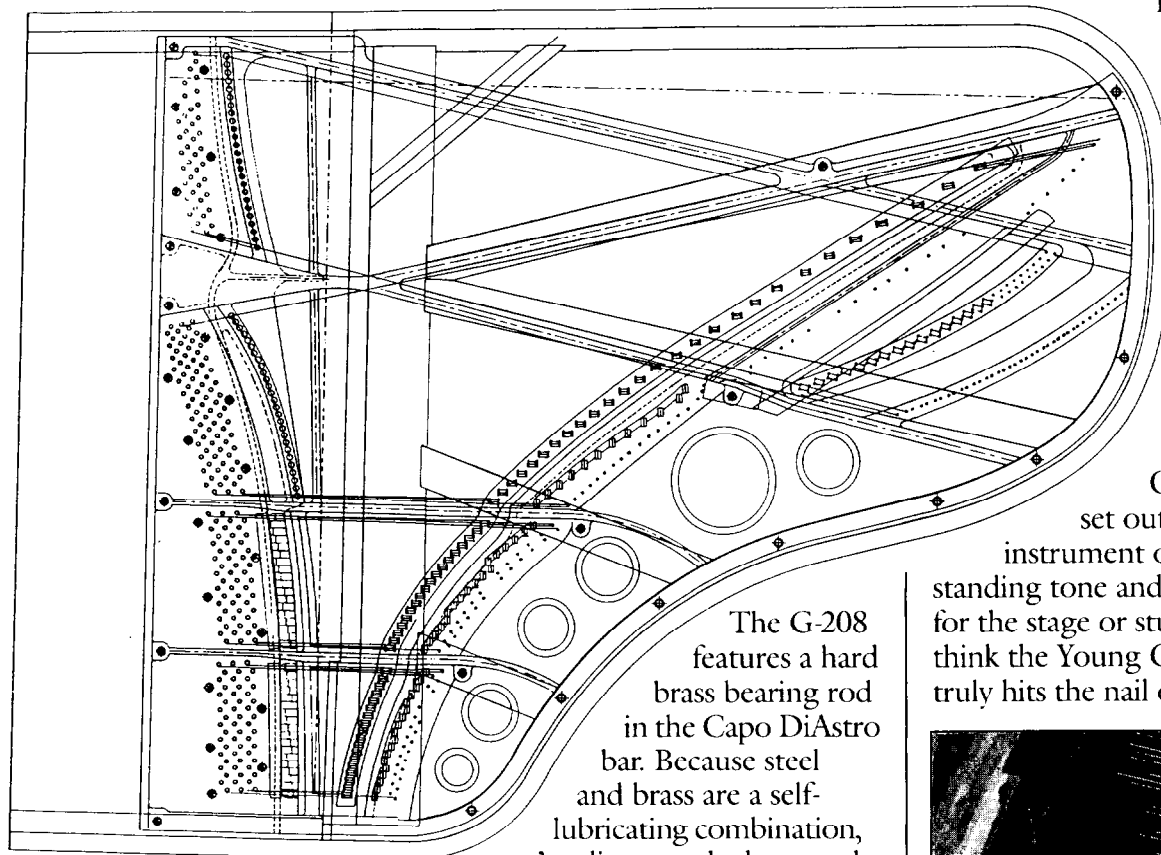 The G-208
features a hard
brass bearing rod
in the Capo DiAstro
bar. Because steel
and brass are a self-
lubricating combination,
set out
instrument
standing tone and
for the stage or
think the Young
truly hits the nail